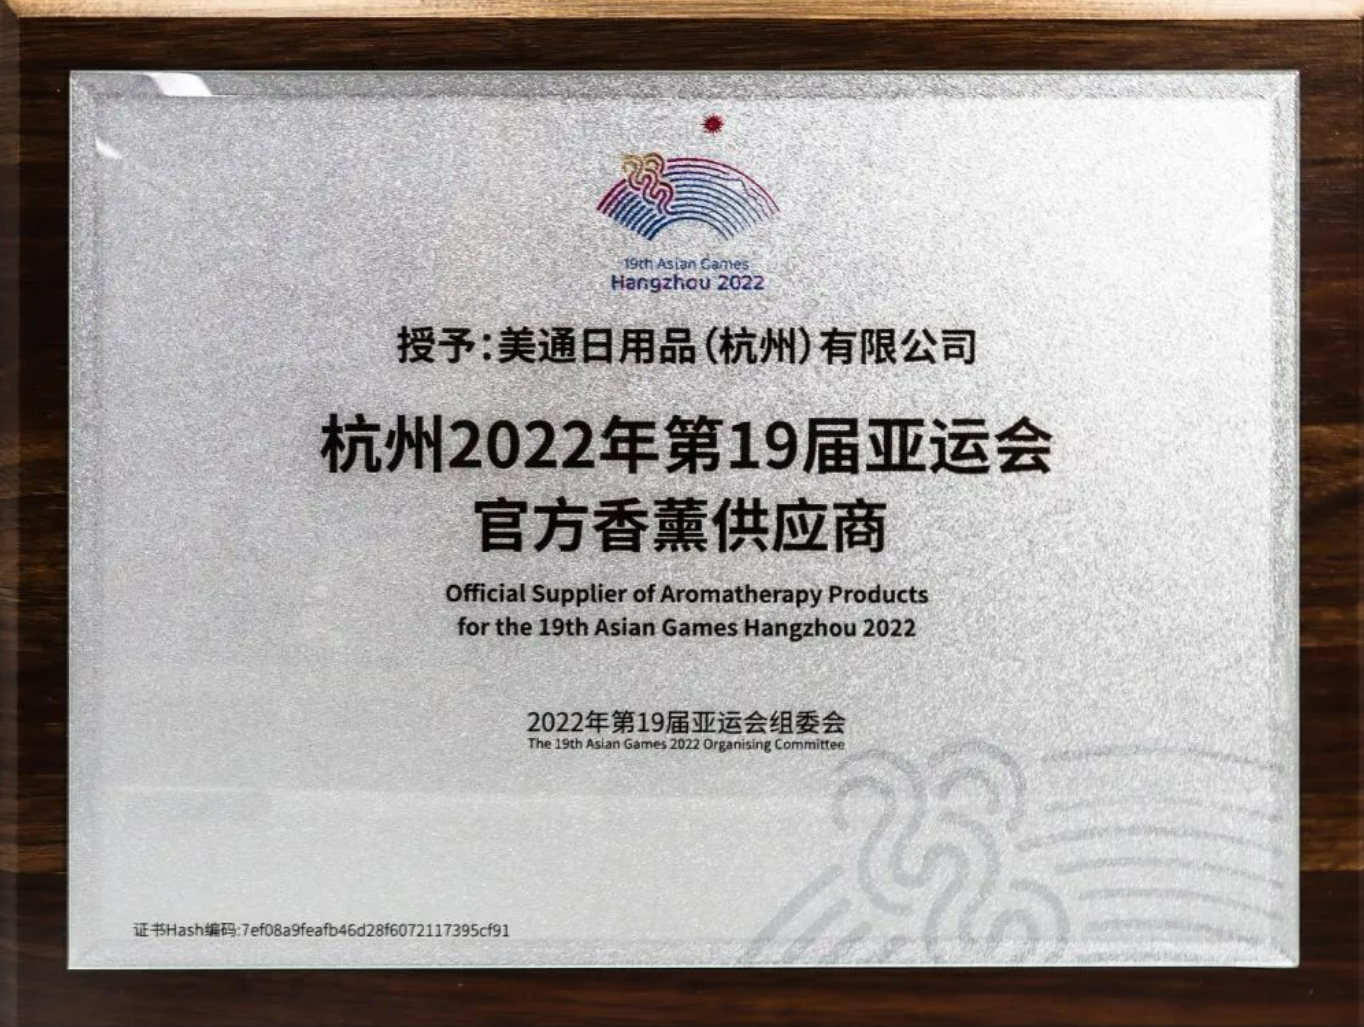 19th Asian Games
Hangzhou 2022
授予:美通日用品(杭州)有限公司
杭州2022年第19届亚运会
官方香薰供应商
Official Supplier of Aromatherapy Products
for the 19th Asian Games Hangzhou 2022
2022年第19届亚运会组委会
The 19th Asian Games 2022 Organising Committee
证书Hash编码:7ef08a9feafb46d28f6072117395cf91